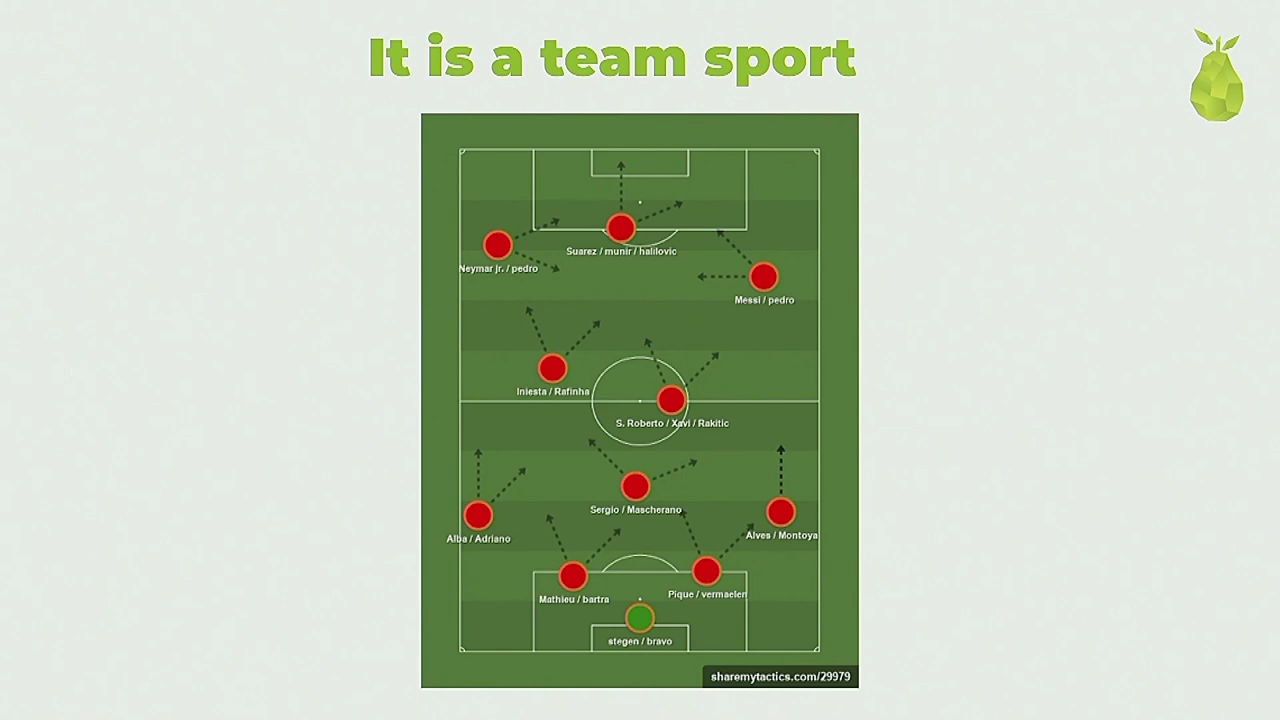 It is a team sport
Suarez / munir / halilovic
Neymar jr. / pedro
Messi / pedro
Iniesta / Rafinha
S. Roberto / Xavi / Rakitic
Sergio / Mascherano
Alba / Adriano
Alves / Montoya
Mathieu / bartra
Pique / vermaelen
stegen / bravo
sharemytactics.com/29979